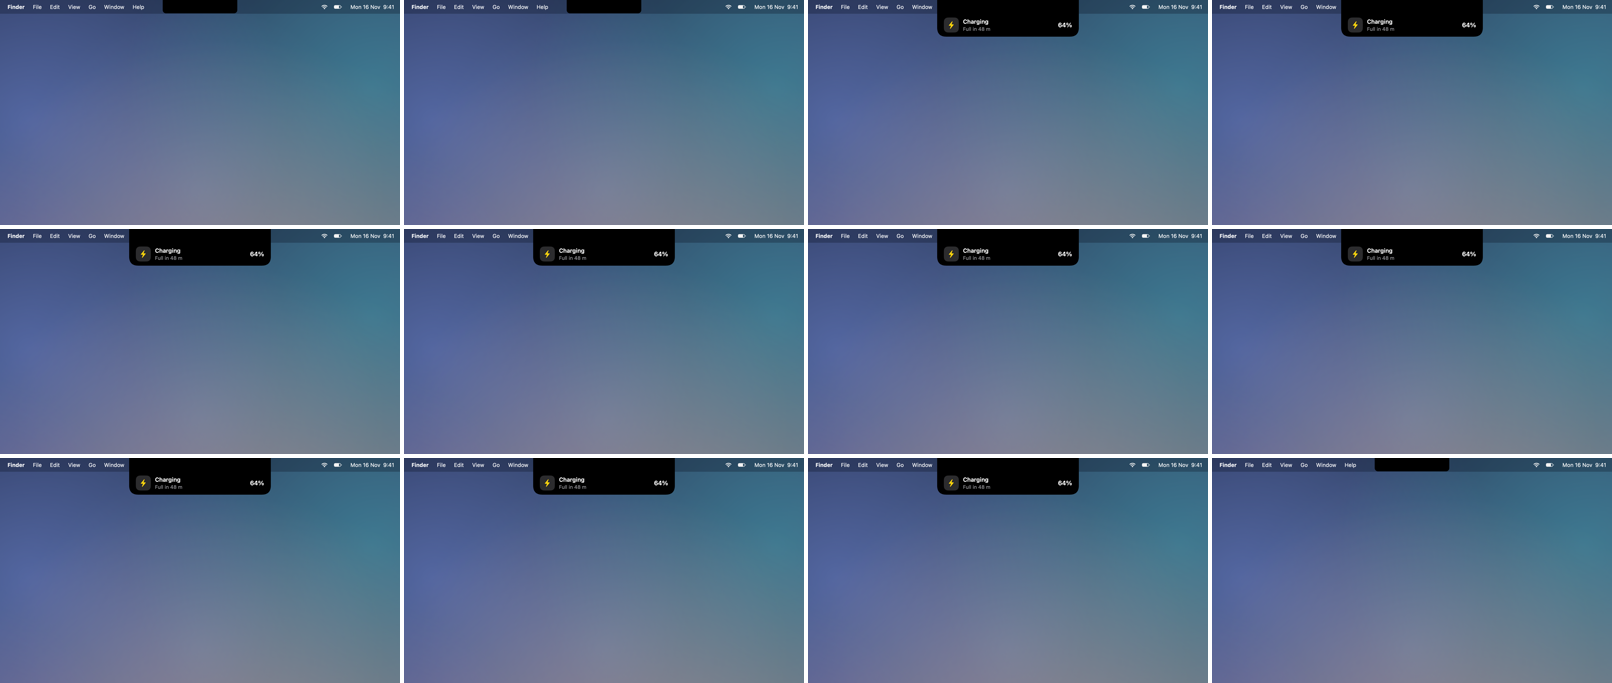 Finder File Edit View Go Window Help Mon 16 Nov 9:41
Finder File Edit View Go Window Help Mon 16 Nov 9:41
Finder File Edit View Go Window Mon 16 Nov 9:41
Charging
Full in 48 m
64%
Finder File Edit View Go Window Mon 16 Nov 9:41
Charging
Full in 48 m
64%
Finder File Edit View Go Window Mon 16 Nov 9:41
Charging
Full in 48 m
64%
Finder File Edit View Go Window Mon 16 Nov 9:41
Charging
Full in 48 m
64%
Finder File Edit View Go Window Mon 16 Nov 9:41
Charging
Full in 48 m
64%
Finder File Edit View Go Window Mon 16 Nov 9:41
Charging
Full in 48 m
64%
Finder File Edit View Go Window Mon 16 Nov 9:41
Charging
Full in 48 m
64%
Finder File Edit View Go Window Mon 16 Nov 9:41
Charging
Full in 48 m
64%
Finder File Edit View Go Window Mon 16 Nov 9:41
Charging
Full in 48 m
64%
Finder File Edit View Go Window Help Mon 16 Nov 9:41